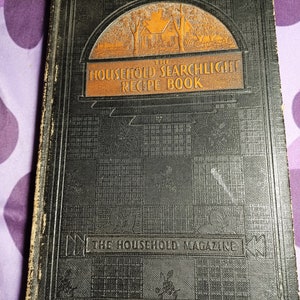 THE
HOUSEHOLD SEARCHLIGHT
RECIPE BOOK
THE HOUSEHOLD MAGAZINE